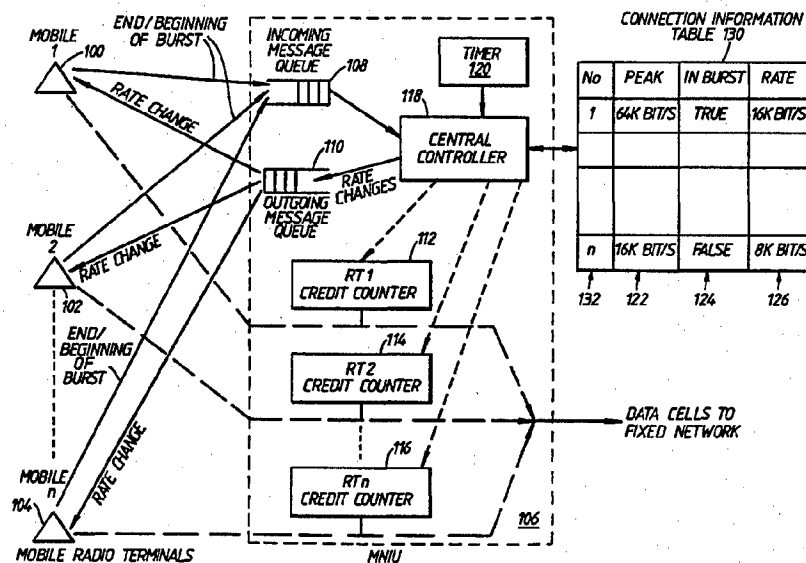 CONNECTION INFORMATION
TABLE 130
No PEAK IN BURST RATE
1 64K BIT/S TRUE 16K BIT/S
n 16K BIT/S FALSE 8K BIT/S
132 122 124 126
MOBILE
1
100
END/
BEGINNING
OF BURST
INCOMING
MESSAGE
QUEUE
108
TIMER
120
118
CENTRAL
CONTROLLER
RATE CHANGE
110
RATE
CHANGES
OUTGOING
MESSAGE
QUEUE
MOBILE
2
RATE CHANGE
102
112
RT1
CREDIT COUNTER
END/
BEGINNING
OF
BURST
114
RT2
CREDIT COUNTER
DATA CELLS TO
FIXED NETWORK
RATE CHANGE
116
RTn
CREDIT COUNTER
MOBILE
n
104
106
MOBILE RADIO TERMINALS
MNIU